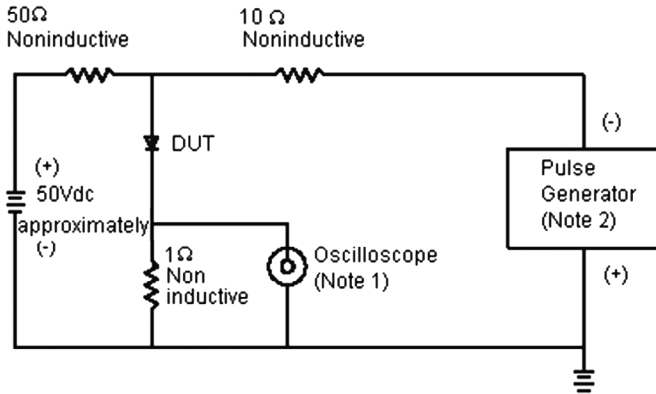 50Ω
Noninductive
10 Ω
Noninductive
(-)
DUT
(+)
50Vdc
approximately
(-)
Pulse
Generator
(Note 2)
1Ω
Non
inductive
Oscilloscope
(Note 1)
(+)